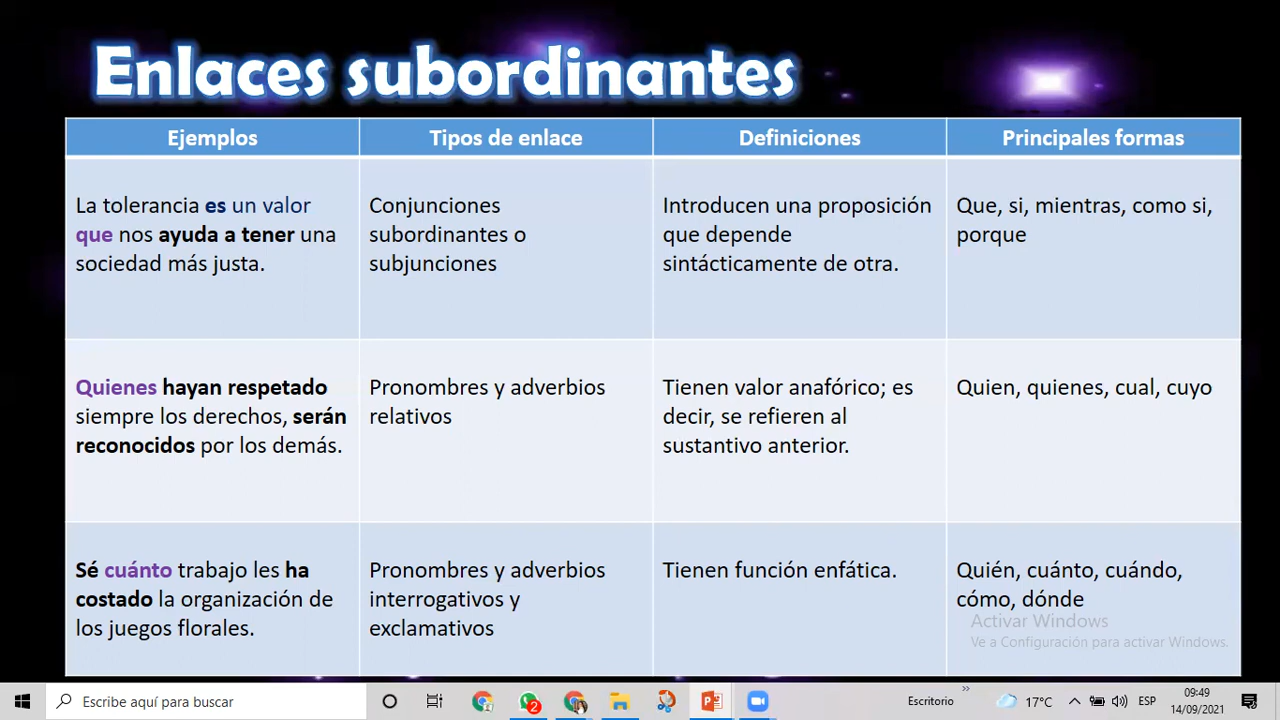 Enlaces subordinantes
Ejemplos
Tipos de enlace
Definiciones
Principales formas
La tolerancia es un valor
que nos ayuda a tener una
sociedad más justa.
Conjunciones
subordinantes o
subjunciones
Introducen una proposición
que depende
sintácticamente de otra.
Que, si, mientras, como si,
porque
Quienes hayan respetado
siempre los derechos, serán
reconocidos por los demás.
Pronombres y adverbios
relativos
Tienen valor anafórico; es
decir, se refieren al
sustantivo anterior.
Quien, quienes, cual, cuyo
Sé cuánto trabajo les ha
costado la organización de
los juegos florales.
Pronombres y adverbios
interrogativos y
exclamativos
Tienen función enfática.
Quién, cuánto, cuándo,
cómo, dónde
Activar Windows
Ve a Configuración para activar Windows.
Escribe aquí para buscar
2
Escritorio
»
17°C
ESP
09:49
14/09/2021